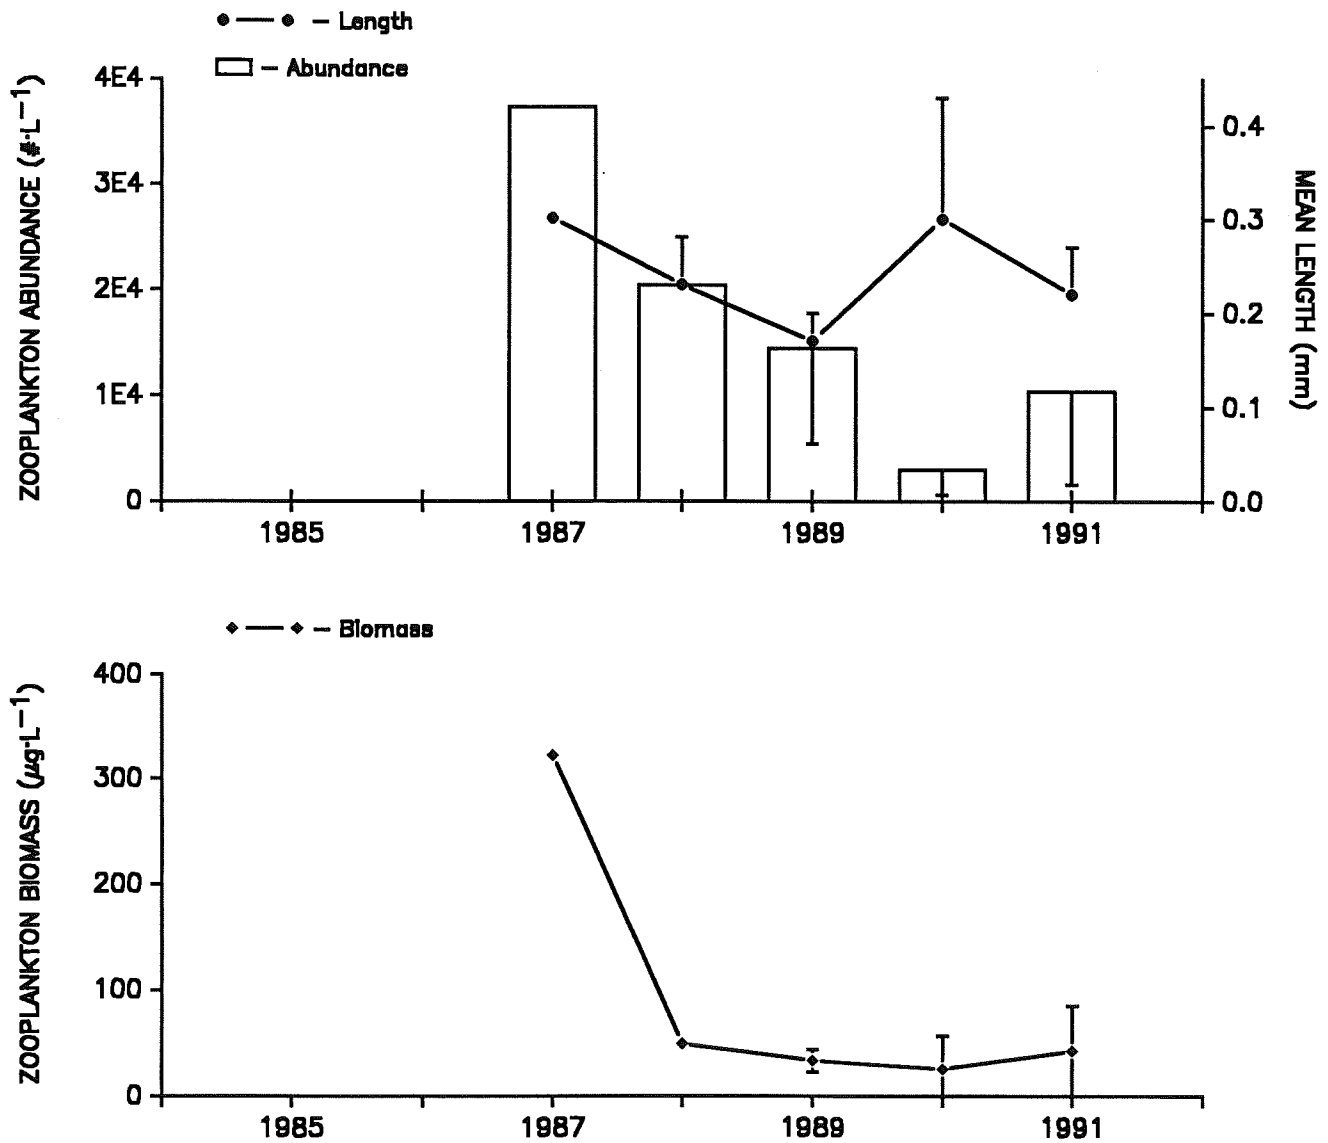 – Length
– Abundance
ZOOPLANKTON ABUNDANCE (#·L⁻¹)
4E4
3E4
2E4
1E4
0
0.4
0.3
0.2
0.1
0.0
MEAN LENGTH (mm)
1985 1987 1989 1991
– Biomass
ZOOPLANKTON BIOMASS (µg·L⁻¹)
400
300
200
100
0
1985 1987 1989 1991